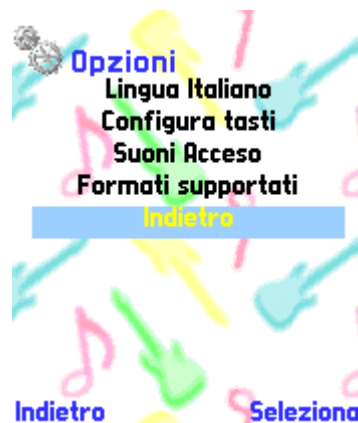 Opzioni
Lingua Italiano
Configura tasti
Suoni Acceso
Formati supportati
Indietro
Indietro Seleziona